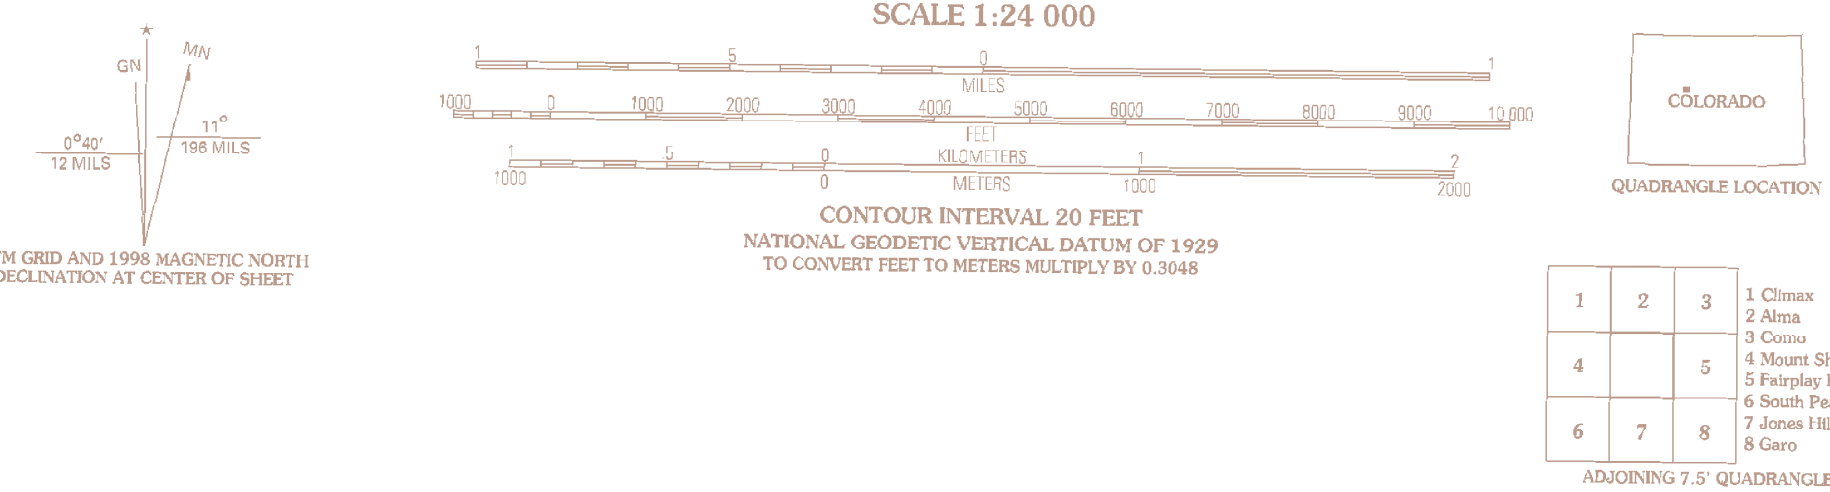 SCALE 1:24 000
★
GN
MN
0°40'
12 MILS
11°
196 MILS
M GRID AND 1998 MAGNETIC NORTH
DECLINATION AT CENTER OF SHEET
1 .5 0 1
MILES
1000 0 1000 2000 3000 4000 5000 6000 7000 8000 9000 10 000
FEET
KILOMETERS
1 .5 0 1 2
1000 0 METERS 1000 2000
CONTOUR INTERVAL 20 FEET
NATIONAL GEODETIC VERTICAL DATUM OF 1929
TO CONVERT FEET TO METERS MULTIPLY BY 0.3048
COLORADO
QUADRANGLE LOCATION
1 2 3
4 5
6 7 8
1 Climax
2 Alma
3 Como
4 Mount Sh
5 Fairplay
6 South Pe
7 Jones Hil
8 Garo
ADJOINING 7.5' QUADRANGLE